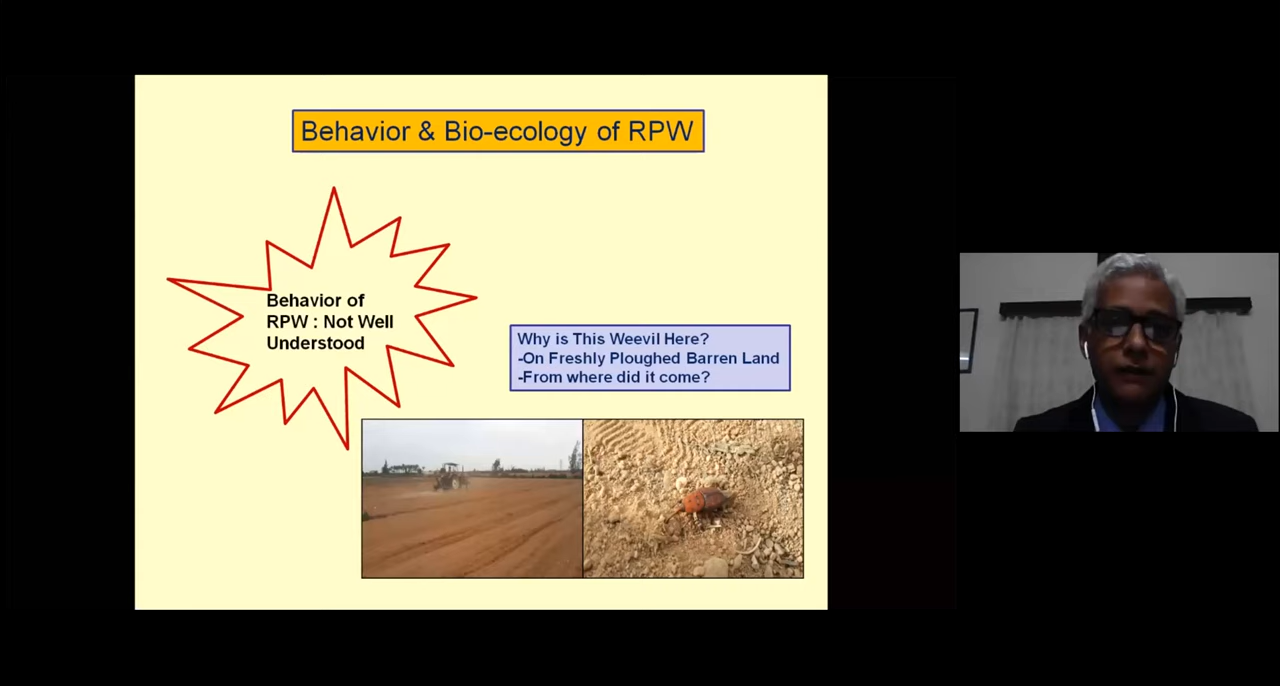 Behavior & Bio-ecology of RPW
Behavior of
RPW : Not Well
Understood
Why is This Weevil Here?
-On Freshly Ploughed Barren Land
-From where did it come?